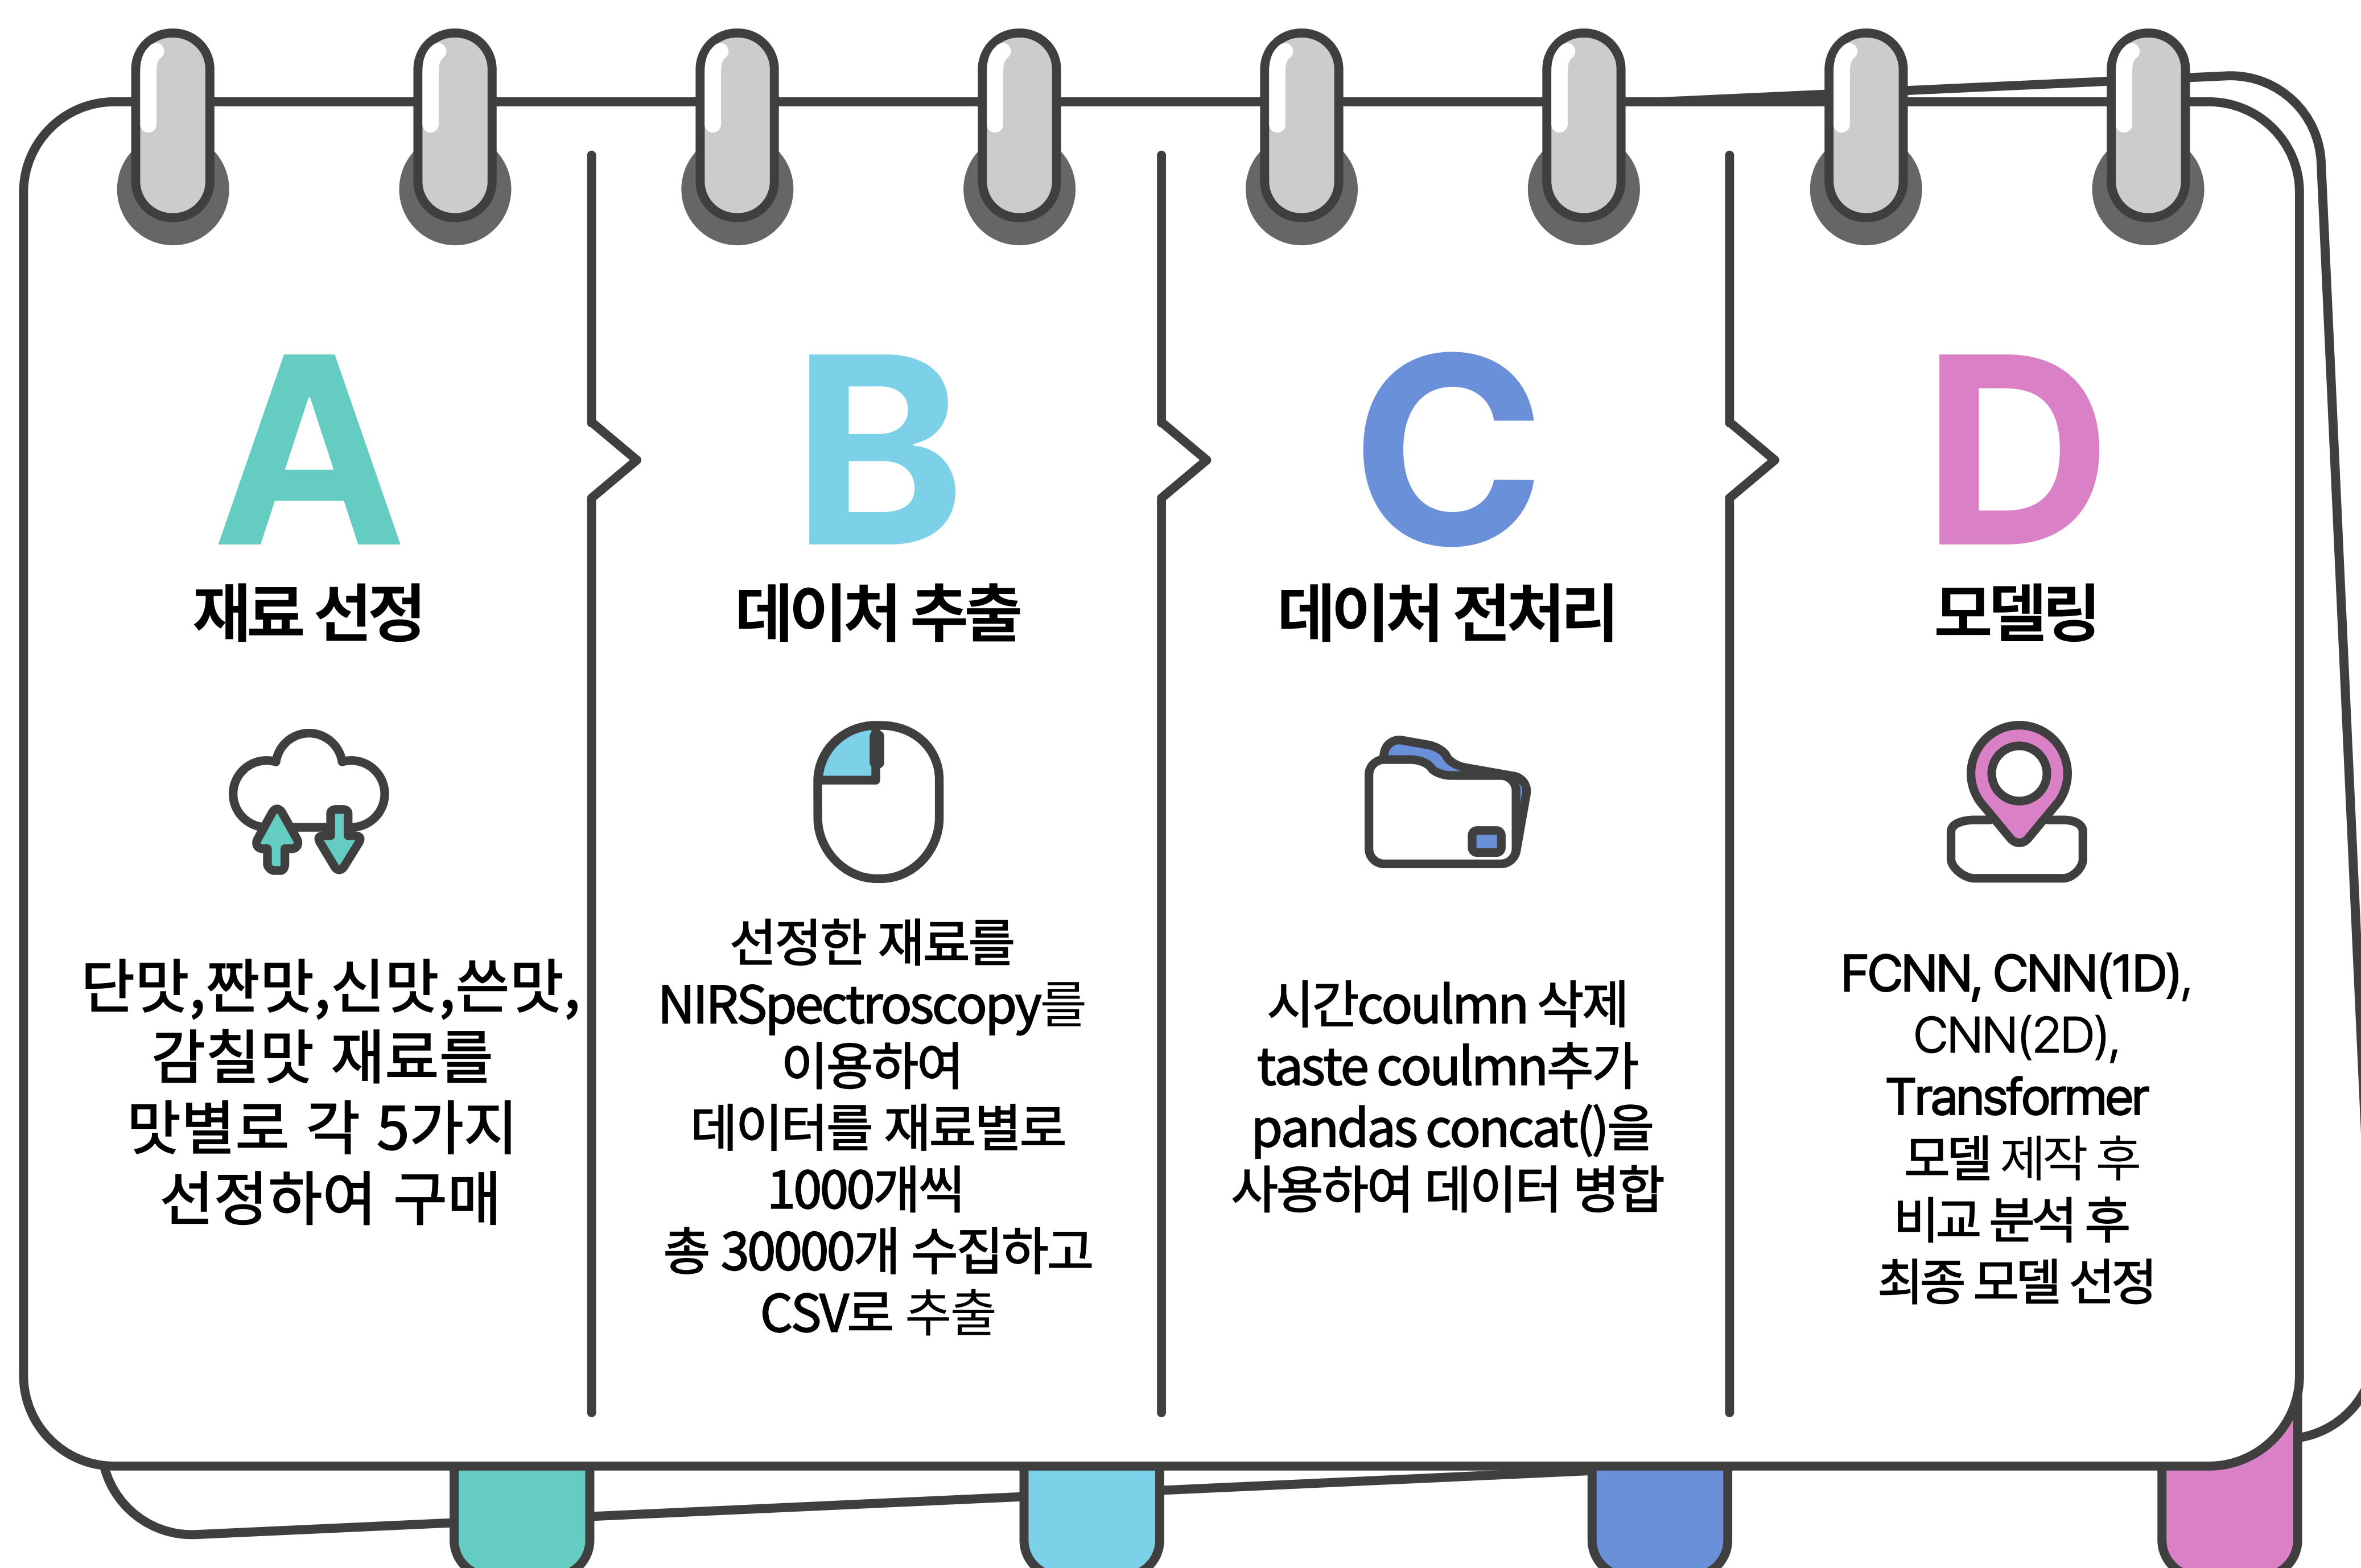 A
재료 선정
단맛,짠맛,신맛,쓴맛,
감칠맛 재료를
맛별로 각 5가지
선정하여 구매
B
데이처 추출
선정한 재료를
NIRSpectroscopy를
이용하여
데이터를 재료별로
1000개씩
총 30000개 수집하고
CSV로 추출
C
데이처 전처리
시간coulmn 삭제
taste coulmn추가
pandas concat()을
사용하여 데이터 병합
D
모델링
FCNN, CNN(1D),
CNN(2D),
Transformer
모델 제작 후
비교 분석 후
최종 모델 선정